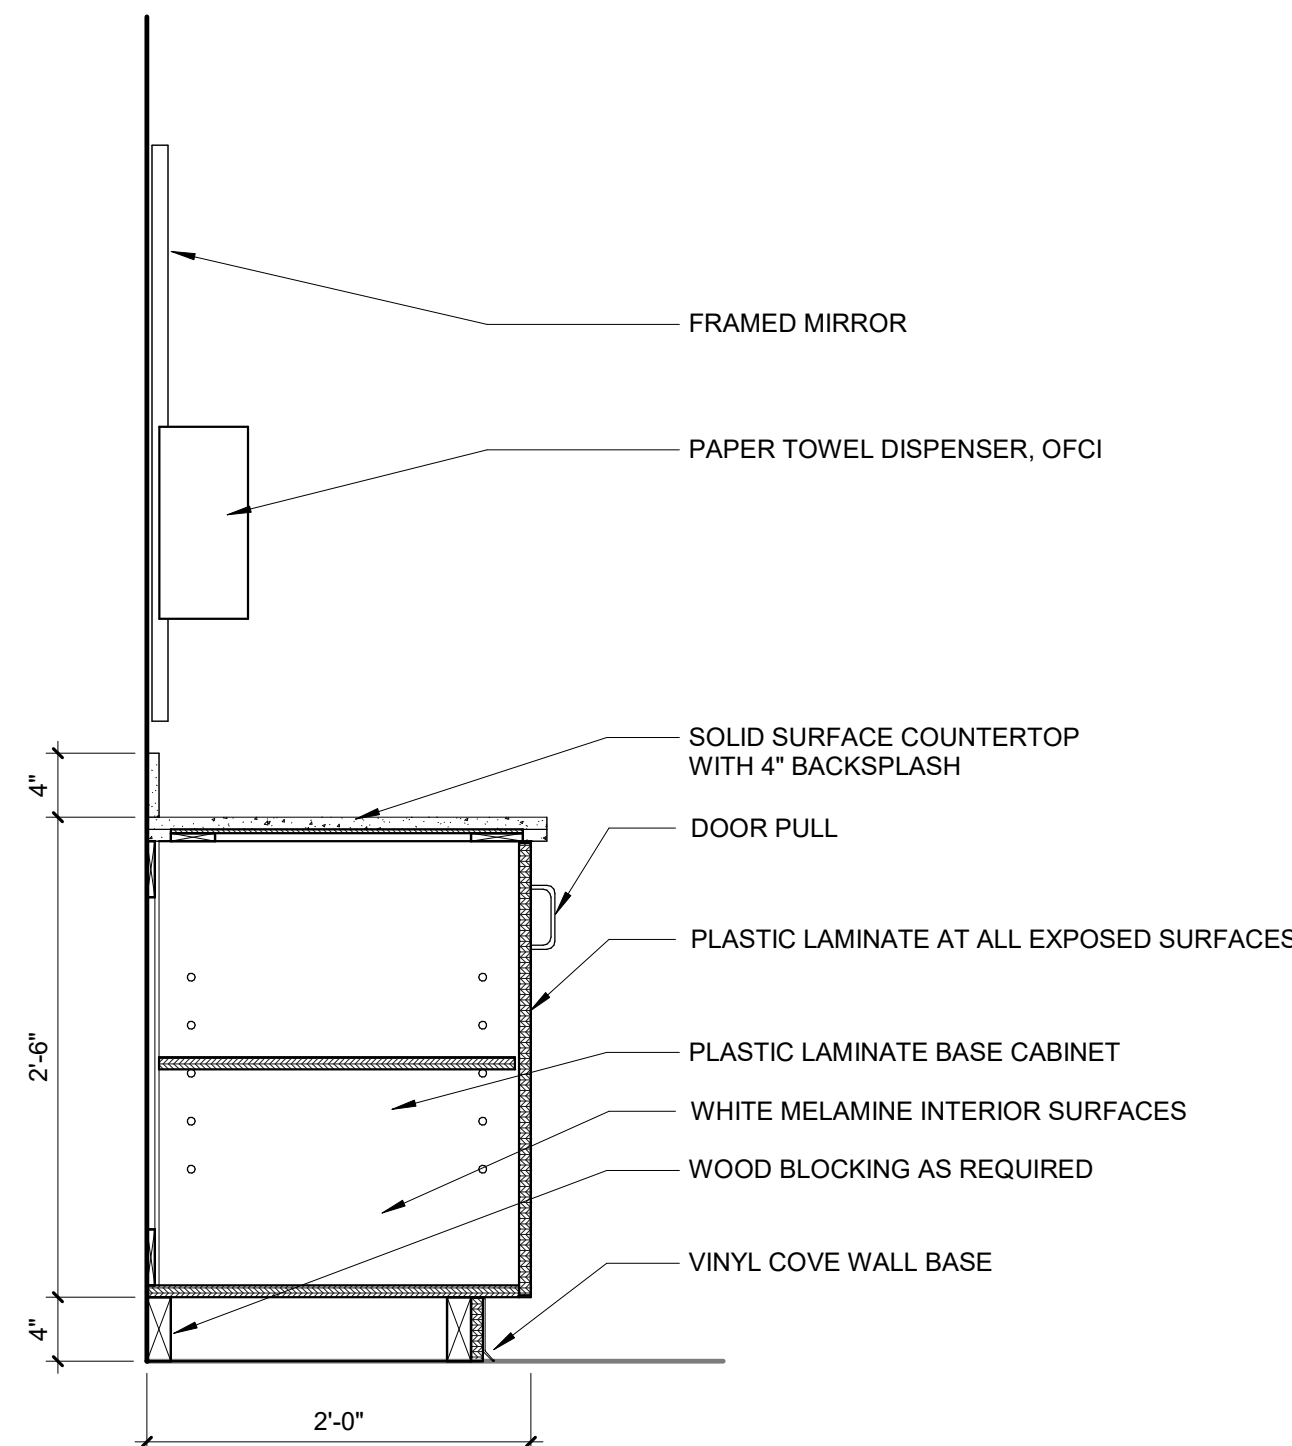 FRAMED MIRROR
PAPER TOWEL DISPENSER, OFCI
SOLID SURFACE COUNTERTOP
WITH 4" BACKSPLASH
4"
DOOR PULL
PLASTIC LAMINATE AT ALL EXPOSED SURFACES
2'-6"
PLASTIC LAMINATE BASE CABINET
WHITE MELAMINE INTERIOR SURFACES
WOOD BLOCKING AS REQUIRED
VINYL COVE WALL BASE
4"
2'-0"